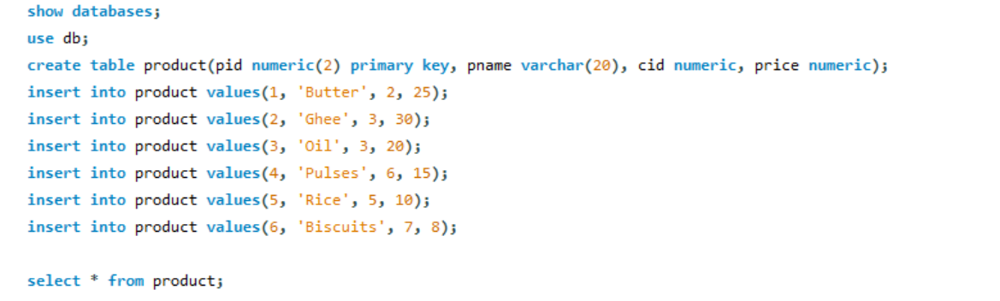 show databases;
use db;
create table product(pid numeric(2) primary key, pname varchar(20), cid numeric, price numeric);
insert into product values(1, 'Butter', 2, 25);
insert into product values(2, 'Ghee', 3, 30);
insert into product values(3, 'Oil', 3, 20);
insert into product values(4, 'Pulses', 6, 15);
insert into product values(5, 'Rice', 5, 10);
insert into product values(6, 'Biscuits', 7, 8);
select * from product;